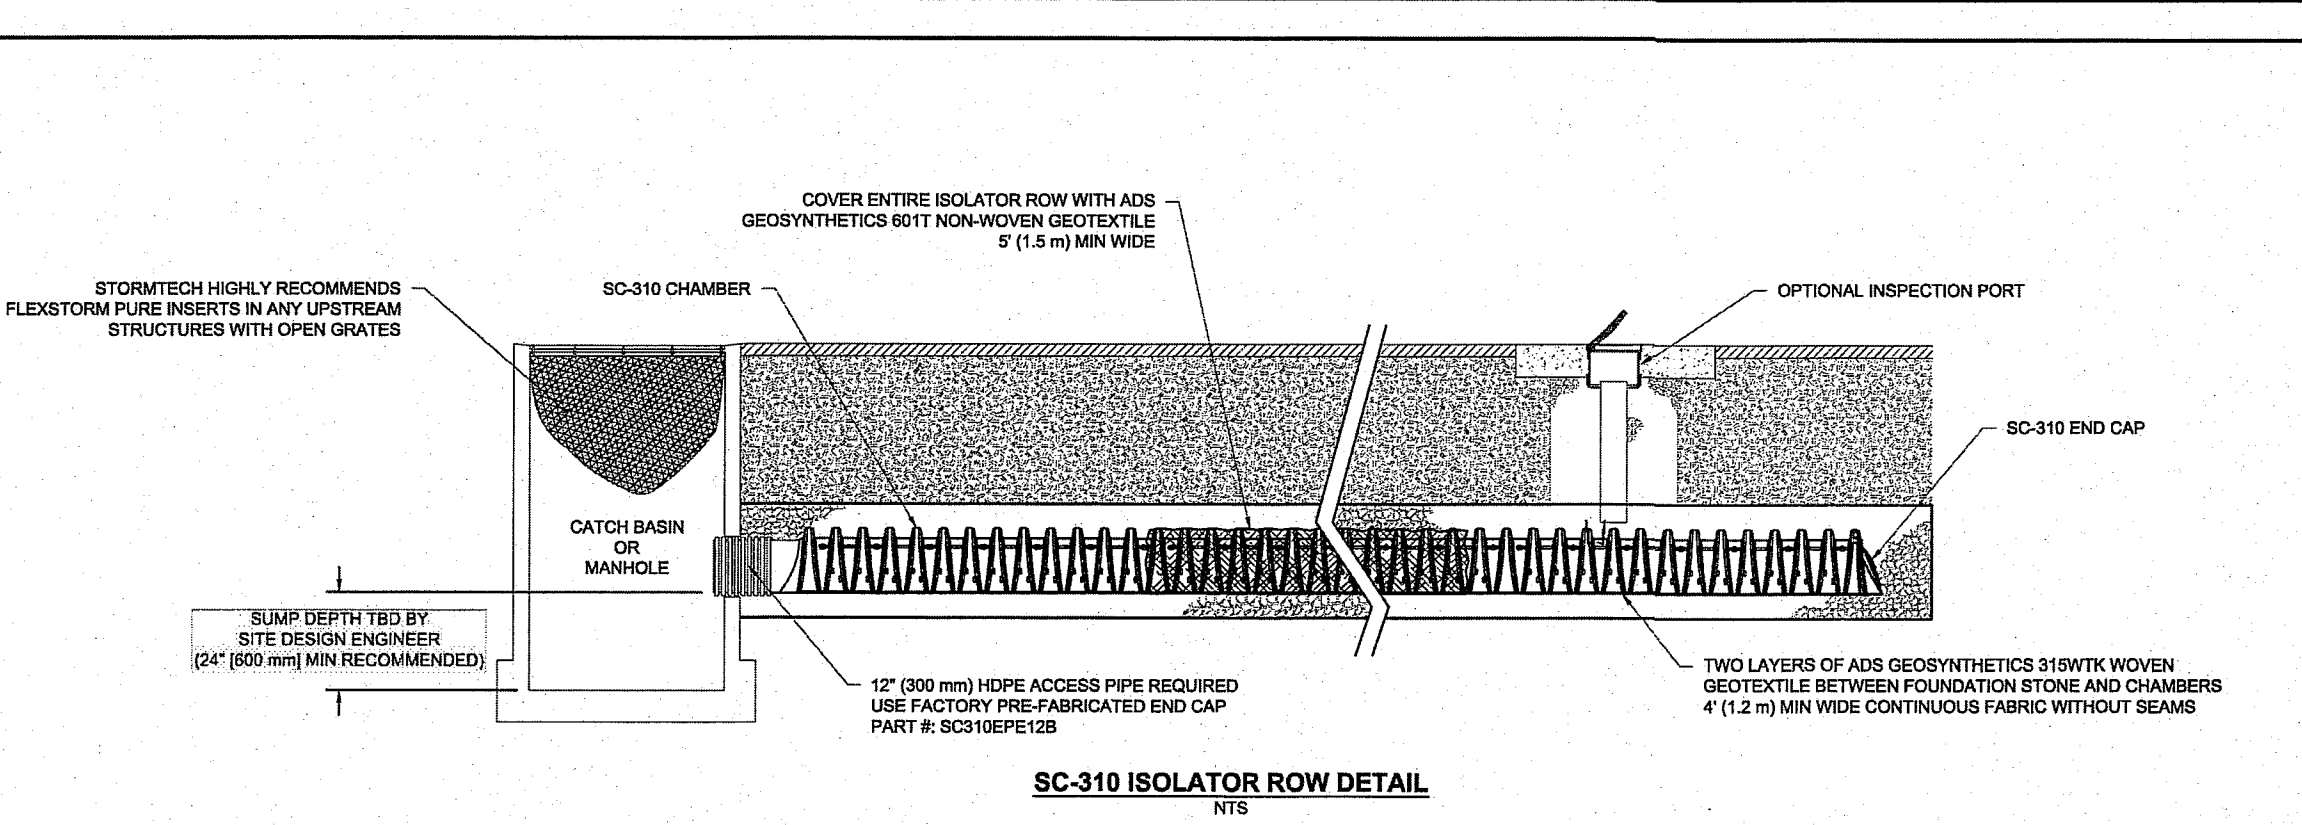 COVER ENTIRE ISOLATOR ROW WITH ADS
GEOSYNTHETICS 601T NON-WOVEN GEOTEXTILE
5' (1.5 m) MIN WIDE
STORMTECH HIGHLY RECOMMENDS
FLEXSTORM PURE INSERTS IN ANY UPSTREAM
STRUCTURES WITH OPEN GRATES
SC-310 CHAMBER
OPTIONAL INSPECTION PORT
SC-310 END CAP
CATCH BASIN
OR
MANHOLE
SUMP DEPTH TBD BY
SITE DESIGN ENGINEER
(24" [600 mm] MIN RECOMMENDED)
12" (300 mm) HDPE ACCESS PIPE REQUIRED
USE FACTORY PRE-FABRICATED END CAP
PART #: SC310EPE12B
TWO LAYERS OF ADS GEOSYNTHETICS 315WTK WOVEN
GEOTEXTILE BETWEEN FOUNDATION STONE AND CHAMBERS
4' (1.2 m) MIN WIDE CONTINUOUS FABRIC WITHOUT SEAMS
SC-310 ISOLATOR ROW DETAIL
NTS